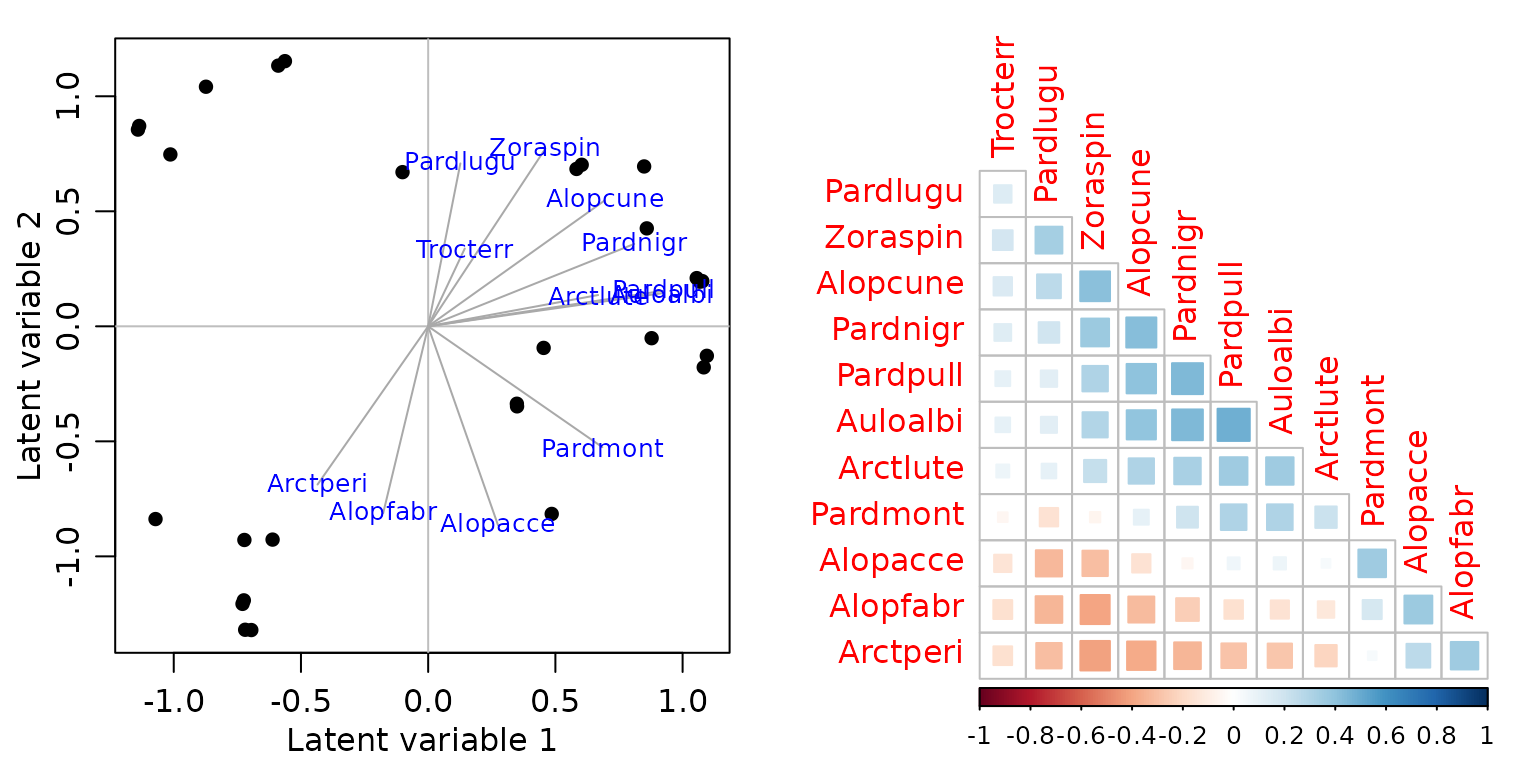 1.0
0.5
0.0
-0.5
-1.0
Latent variable 2
Zoraspin
Pardlugu
Alopcune
Trocterr
Pardnigr
Pardpull
Arctlute
Auloalbi
Pardmont
Arctperi
Alopfabr
Alopacce
-1.0 -0.5 0.0 0.5 1.0
Latent variable 1
Trocterr
Pardlugu
Zoraspin
Alopcune
Pardnigr
Pardpull
Auloalbi
Arctlute
Pardmont
Alopacce
Alopfabr
Pardlugu
Zoraspin
Alopcune
Pardnigr
Pardpull
Auloalbi
Arctlute
Pardmont
Alopacce
Alopfabr
Arctperi
-1 -0.8 -0.6 -0.4 -0.2 0 0.2 0.4 0.6 0.8 1